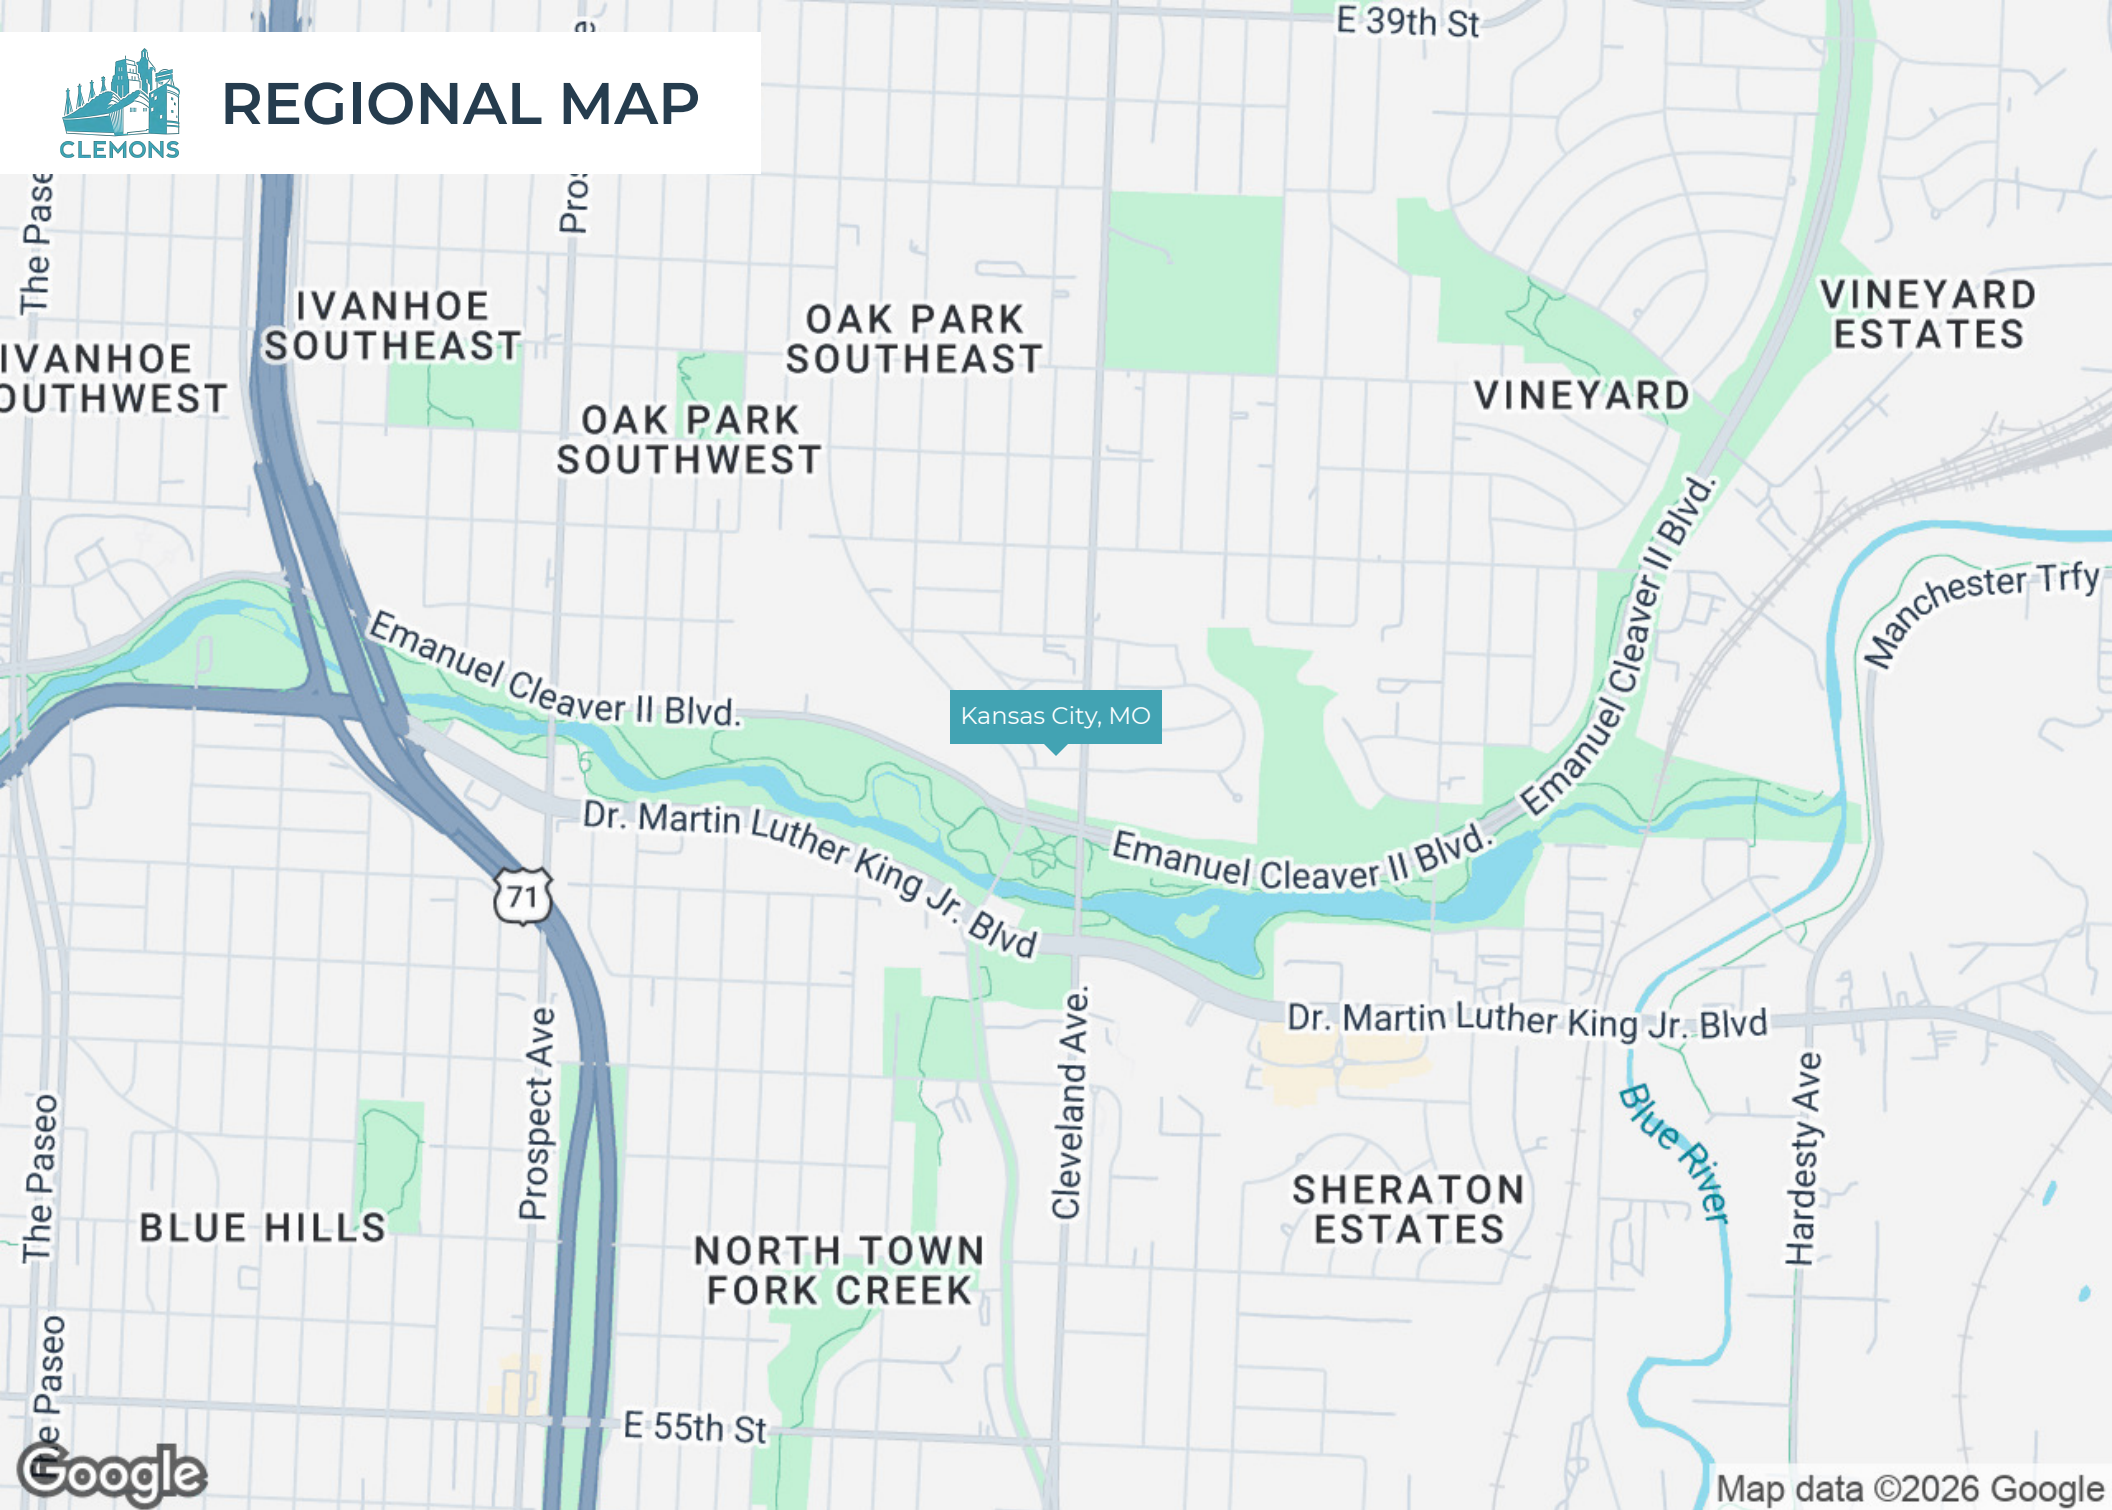 E 39th St
CLEMONS
REGIONAL MAP
The Pase
Pros
IVANHOE
SOUTHEAST
IVANHOE
OUTHWEST
OAK PARK
SOUTHEAST
OAK PARK
SOUTHWEST
VINEYARD
VINEYARD
ESTATES
Emanuel Cleaver II Blvd.
Manchester Trfy
Emanuel Cleaver II Blvd.
Kansas City, MO
Dr. Martin Luther King Jr. Blvd
Emanuel Cleaver II Blvd.
71
Dr. Martin Luther King Jr. Blvd
Prospect Ave
Cleveland Ave.
Hardesty Ave
Blue River
The Paseo
BLUE HILLS
NORTH TOWN
FORK CREEK
SHERATON
ESTATES
The Paseo
E 55th St
Google
Map data ©2026 Google